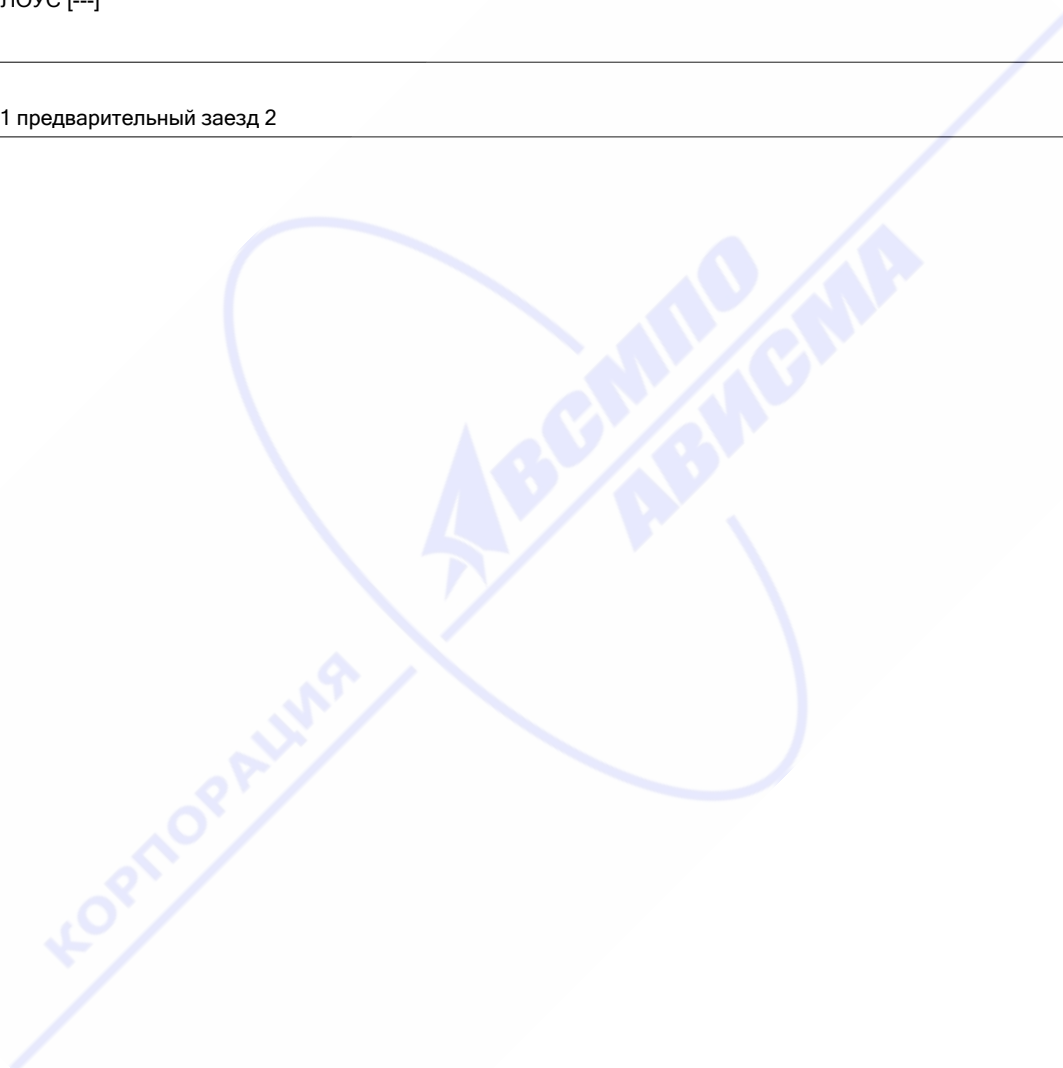 ЛОУС [---]
1 предварительный заезд 2
ВСМПО
АВИСМА
КОРПОРАЦИЯ